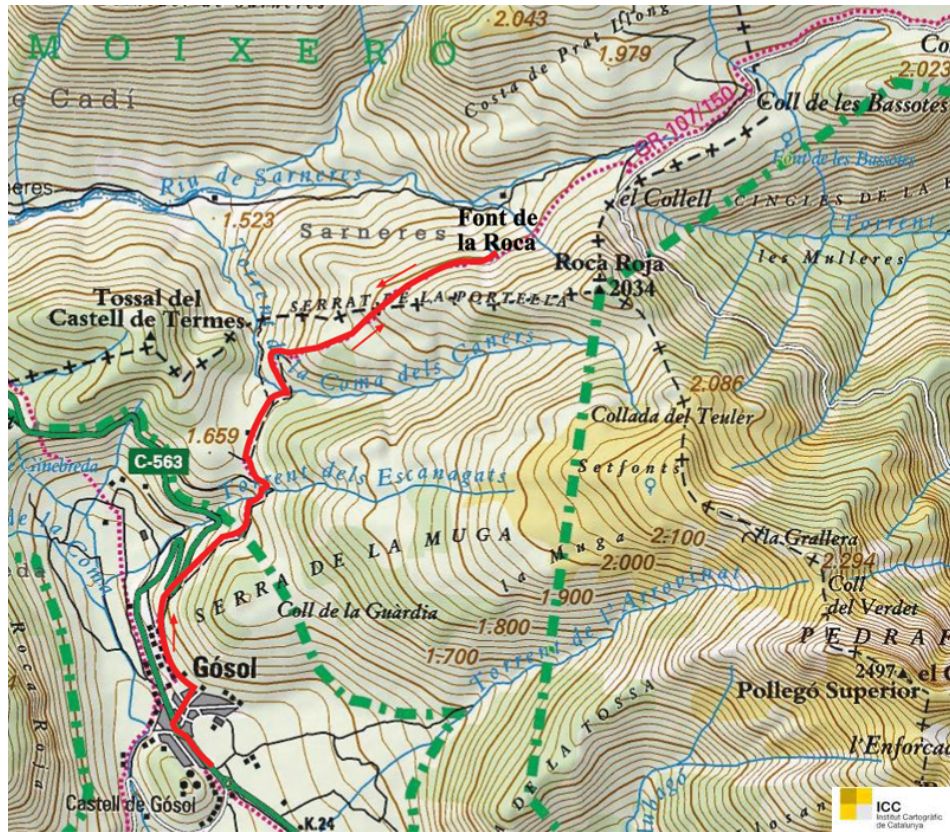 2.043
MOIXERÓ
Costa de Prat Llong
1.979
2.023
Cadí
Coll de les Bassotes
GR 107/150
Font de les Bassotes
Riu de Sarneres
el Collell
CINGLES DE LA
1.523
Sarneres
Font de
la Roca
Torrent
les Mulleres
Roca Roja
2034
SERRAT DE LA PORTELLA
Tossal del
Castell de Termes
Torrent de la Coma dels Caners
2.086
Collada del Teuler
1.659
C-563
Torrent dels Escanagats
Setfonts
SERRA DE LA MUGA
la Muga
2.100
2.000
la Grallera
2.294
Coll
del Verdet
1.900
Coll de la Guàrdia
1.800
1.700
Torrent de l'Arrovinat
PEDRAF
Roca Roja
Gósol
2497
Pollegó Superior
DE LA TOSSA
l'Enforcad
Castell de Gósol
K.24
ICC
Institut Cartogràfic
de Catalunya